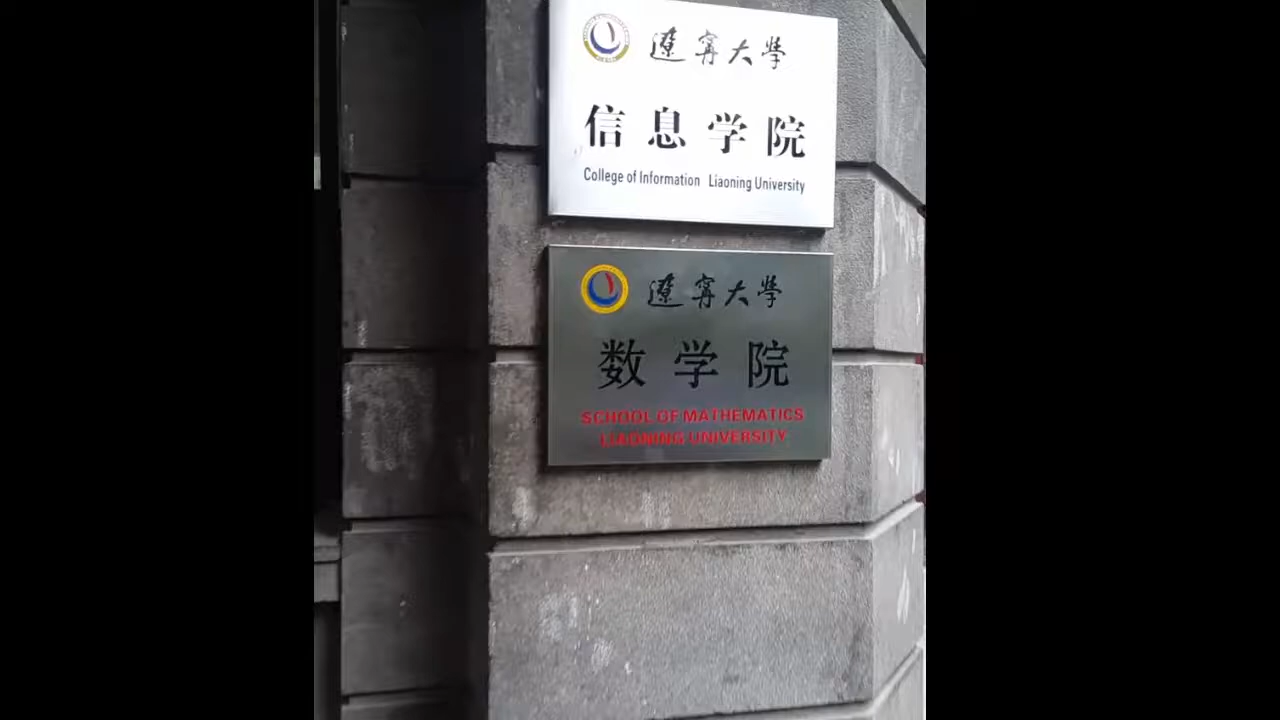 遼寧大學
信息学院
College of Information Liaoning University
遼寧大學
数学院
SCHOOL OF MATHEMATICS
LIAONING UNIVERSITY